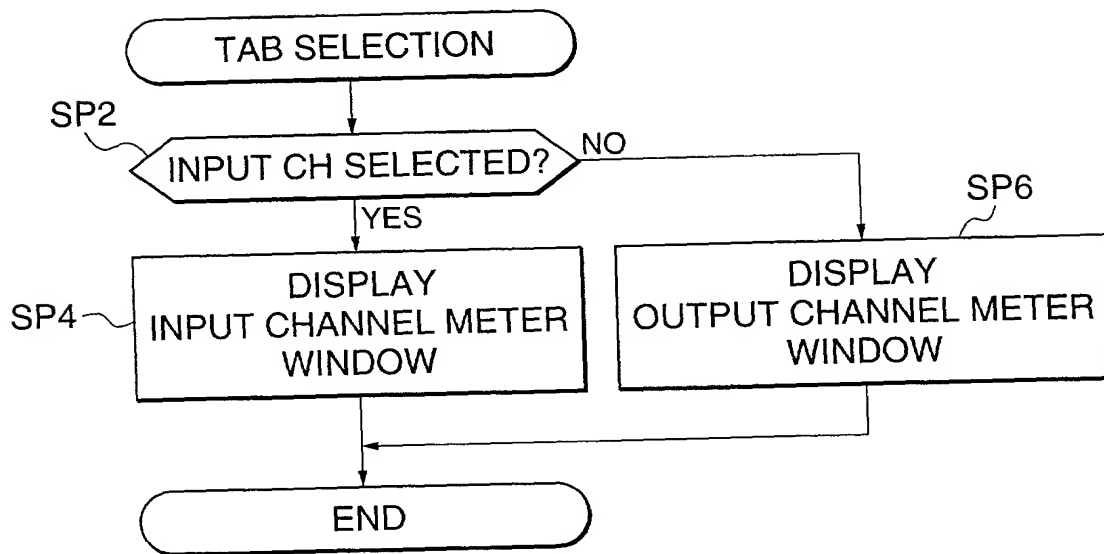 TAB SELECTION
SP2
INPUT CH SELECTED?
NO
YES
SP6
SP4
DISPLAY
INPUT CHANNEL METER
WINDOW
DISPLAY
OUTPUT CHANNEL METER
WINDOW
END